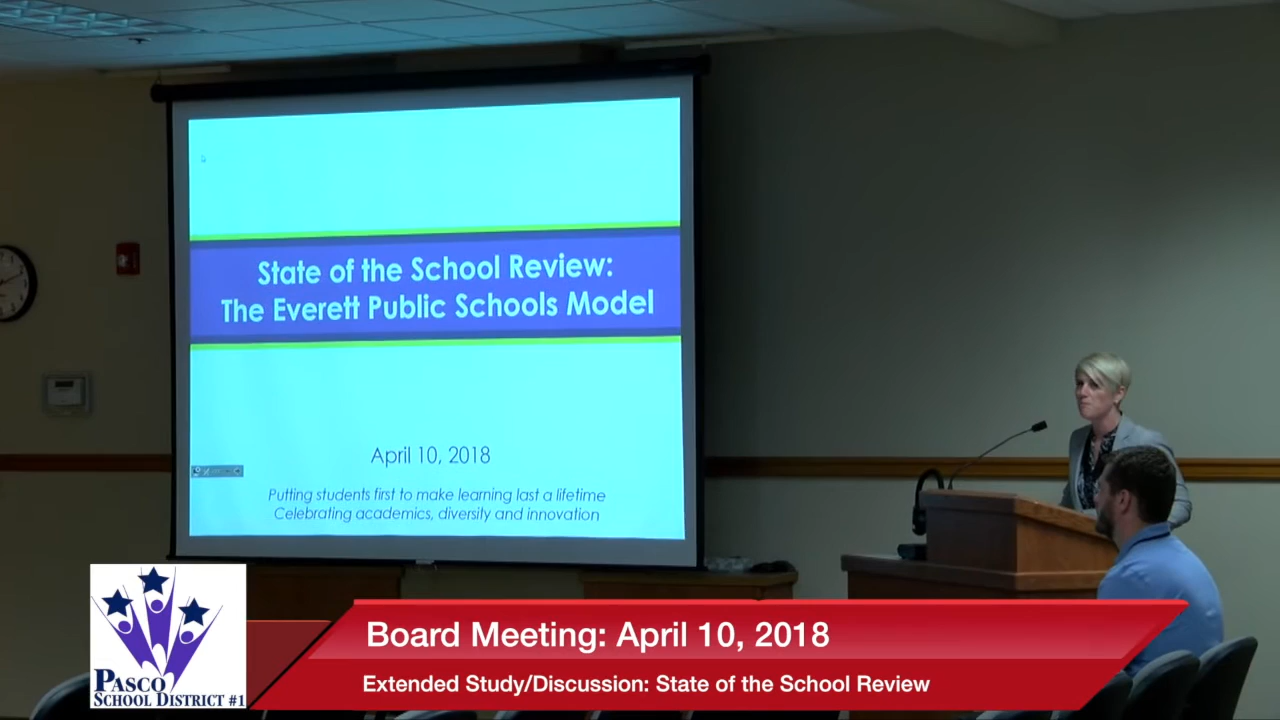 State of the School Review:
The Everett Public Schools Model
April 10, 2018
Putting students first to make learning last a lifetime
Celebrating academics, diversity and innovation
PASCO
SCHOOL DISTRICT #1
Board Meeting: April 10, 2018
Extended Study/Discussion: State of the School Review